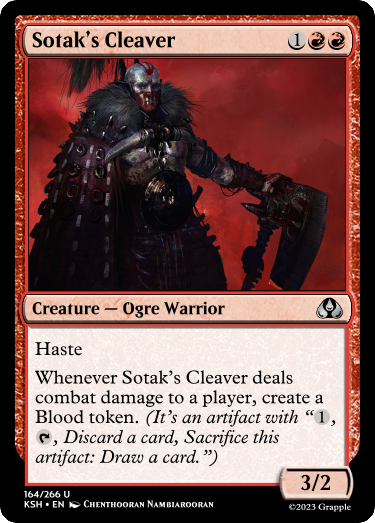 Sotak's Cleaver 1
Creature — Ogre Warrior
Haste
Whenever Sotak's Cleaver deals
combat damage to a player, create a
Blood token. (It's an artifact with “1,
, Discard a card, Sacrifice this
artifact: Draw a card.”)
3/2
164/266 U
KSH • EN Chenthooran Nambiarooran
©2023 Grapple